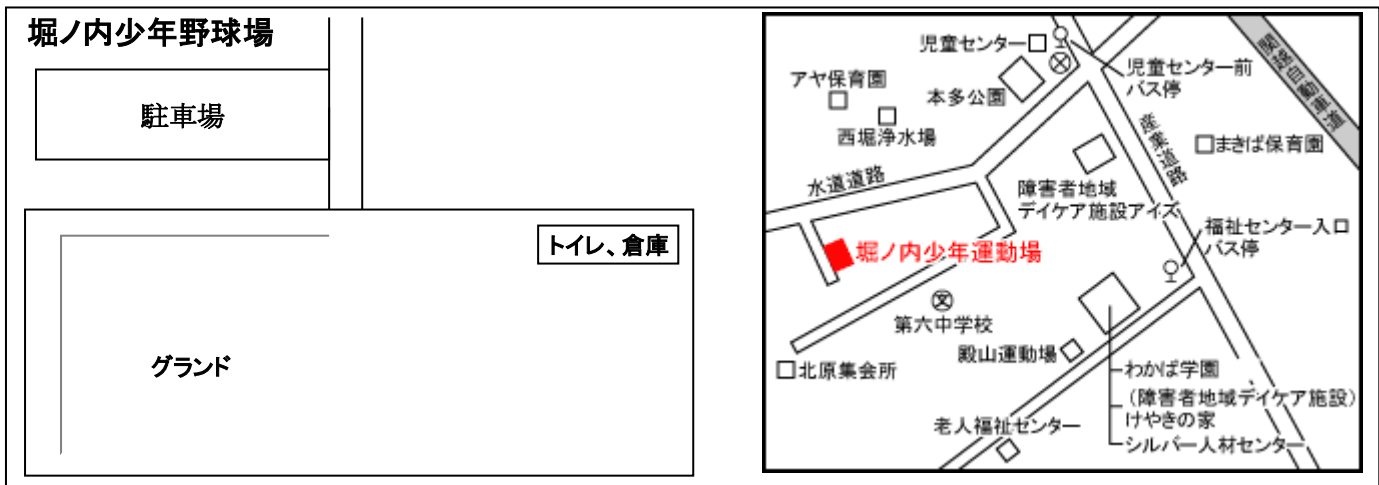 堀ノ内少年野球場
駐車場
トイレ、倉庫
グランド
児童センター
児童センター前
バス停
関越自動車道
アヤ保育園
本多公園
西堀浄水場
産業道路
まきば保育園
水道道路
障害者地域
デイケア施設アイズ
福祉センター入口
バス停
堀ノ内少年運動場
文
第六中学校
殿山運動場
北原集会所
わかば学園
(障害者地域デイケア施設)
けやきの家
老人福祉センター
シルバー人材センター